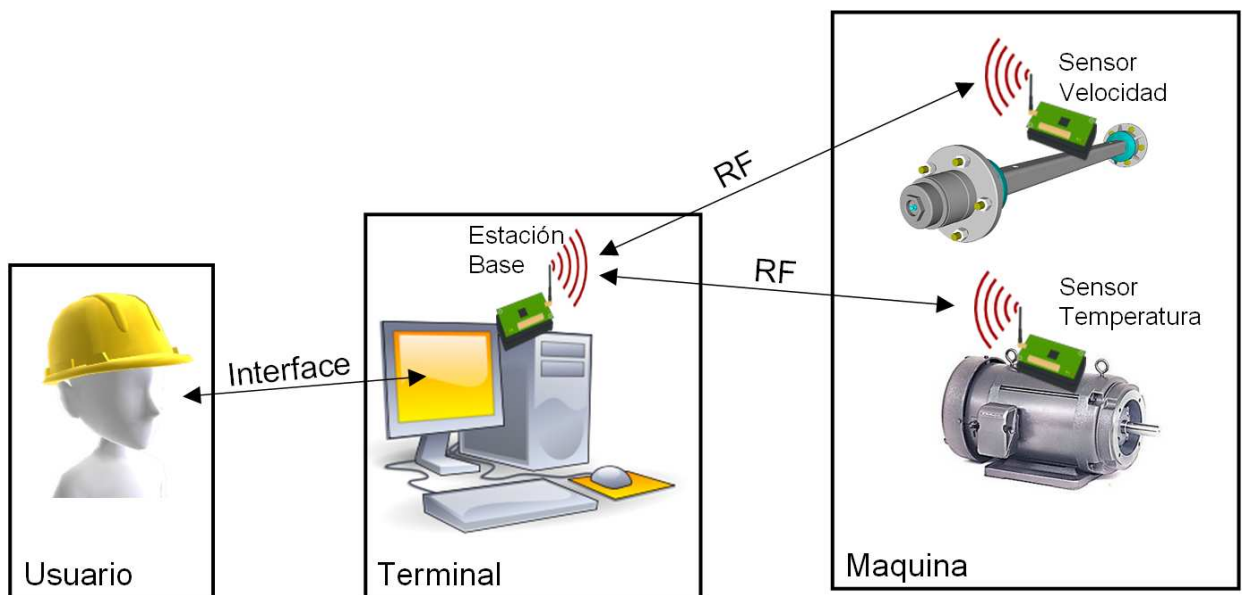 Usuario
Interface
Estación
Base
Terminal
RF
RF
Sensor
Velocidad
Sensor
Temperatura
Maquina